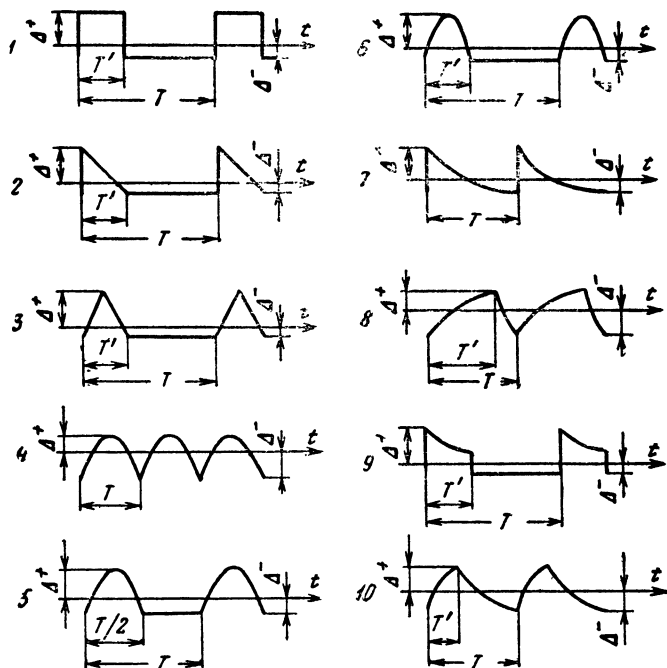 1 Δ⁺ T' T t Δ⁻
2 Δ⁺ T' T t Δ⁻
3 Δ⁺ T' T t Δ⁻
4 Δ⁺ T t Δ⁻
5 Δ⁺ T/2 T t Δ⁻
6 Δ⁺ T' T t Δ⁻
7 Δ⁺ T t Δ⁻
8 Δ⁺ T' T t Δ⁻
9 Δ⁺ T' T t Δ⁻
10 Δ⁺ T' T t Δ⁻